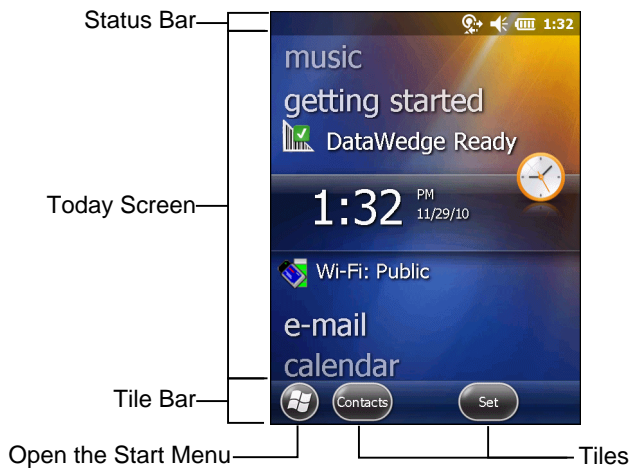 Status Bar
1:32
music
getting started
DataWedge Ready
Today Screen
1:32 PM
11/29/10
Wi-Fi: Public
e-mail
calendar
Tile Bar
Contacts
Set
Open the Start Menu
Tiles